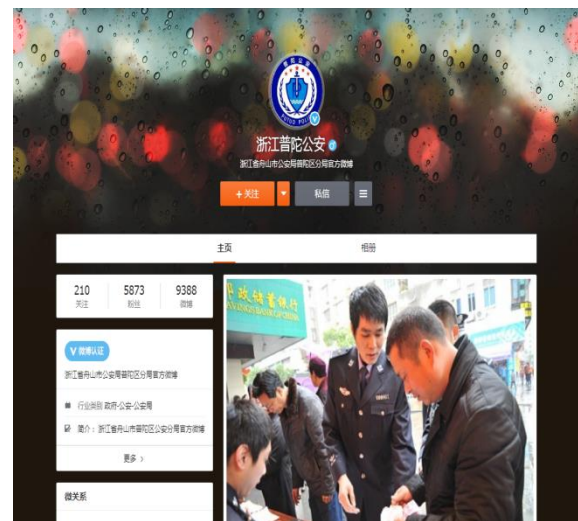 浙江普陀公安
浙江省舟山市公安局普陀区分局官方微博
+关注
私信
主页
相册
210
关注
5873
粉丝
9388
微博
V 微博认证
浙江省舟山市公安局普陀区分局官方微博
行业类别 政府-公安-公安局
简介： 浙江省舟山市普陀区公安分局官方微博
更多 >
微关系
政储蓄银行